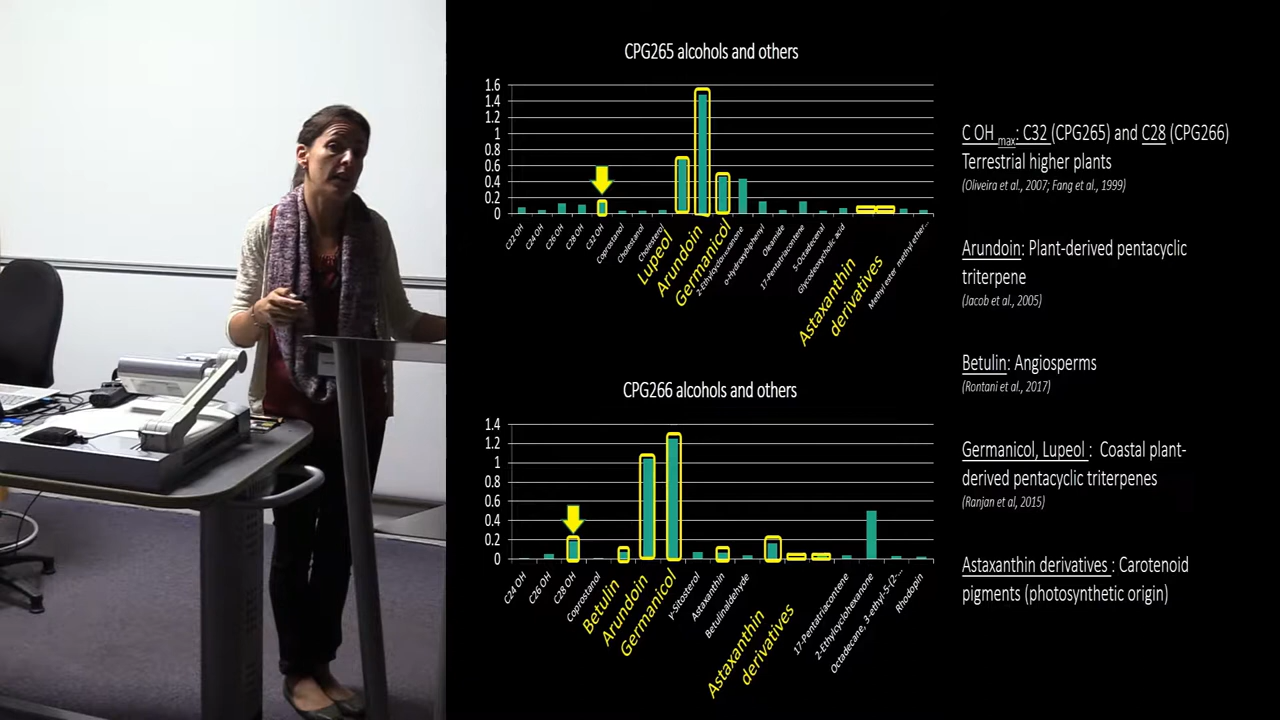 CPG265 alcohols and others
1.6
1.4
1.2
1
0.8
0.6
0.4
0.2
0
C22 OH
C24 OH
C26 OH
C28 OH
C32 OH
Coprostanol
Cholestanol
Cholesterol
Lupeol
Arundoin
Germanicol
2-Ethylcyclohexanone
o-Hydroxybiphenyl
Oleamide
17-Pentatriacontene
5-Octadecenal
Glycodeoxycholic acid
Astaxanthin
derivatives
Methyl ester methyl ether...
C OH max: C32 (CPG265) and C28 (CPG266)
Terrestrial higher plants
(Oliveira et al., 2007; Fang et al., 1999)
Arundoin: Plant-derived pentacyclic
triterpene
(Jacob et al., 2005)
Betulin: Angiosperms
(Rontani et al., 2017)
Germanicol, Lupeol : Coastal plant-
derived pentacyclic triterpenes
(Ranjan et al, 2015)
Astaxanthin derivatives : Carotenoid
pigments (photosynthetic origin)
CPG266 alcohols and others
1.4
1.2
1
0.8
0.6
0.4
0.2
0
C24 OH
C26 OH
C28 OH
Coprostanol
Betulin
Arundoin
Germanicol
γ-Sitosterol
Astaxanthin
Betulinaldehyde
Astaxanthin
derivatives
17-Pentatriacontene
2-Ethylcyclohexanone
Octadecane, 3-ethyl-5-(2-...
Rhodopin